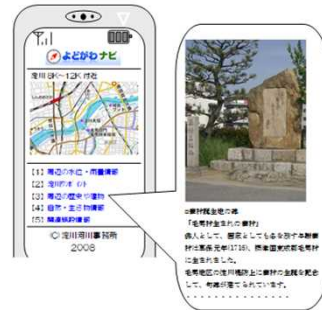 よどがわナビ
淀川 8K~12K 付近
[1] 周辺の水位・雨量情報
[2] 淀川ﾜﾝﾎﾟｲﾝﾄ
[3] 周辺の歴史や建物
[4] 自然・生き物情報
[5] 関連施設情報
© 淀川河川事務所
2008
□蕪村誕生地の碑
「毛馬村生まれの蕪村」
俳人として、画家としても名を残す与謝蕪
村は享保元年(1716)、摂津国東成郡毛馬村
に生まれました。
毛馬地区の淀川堤防上に蕪村の生誕を記念
して、句碑が建てられています。